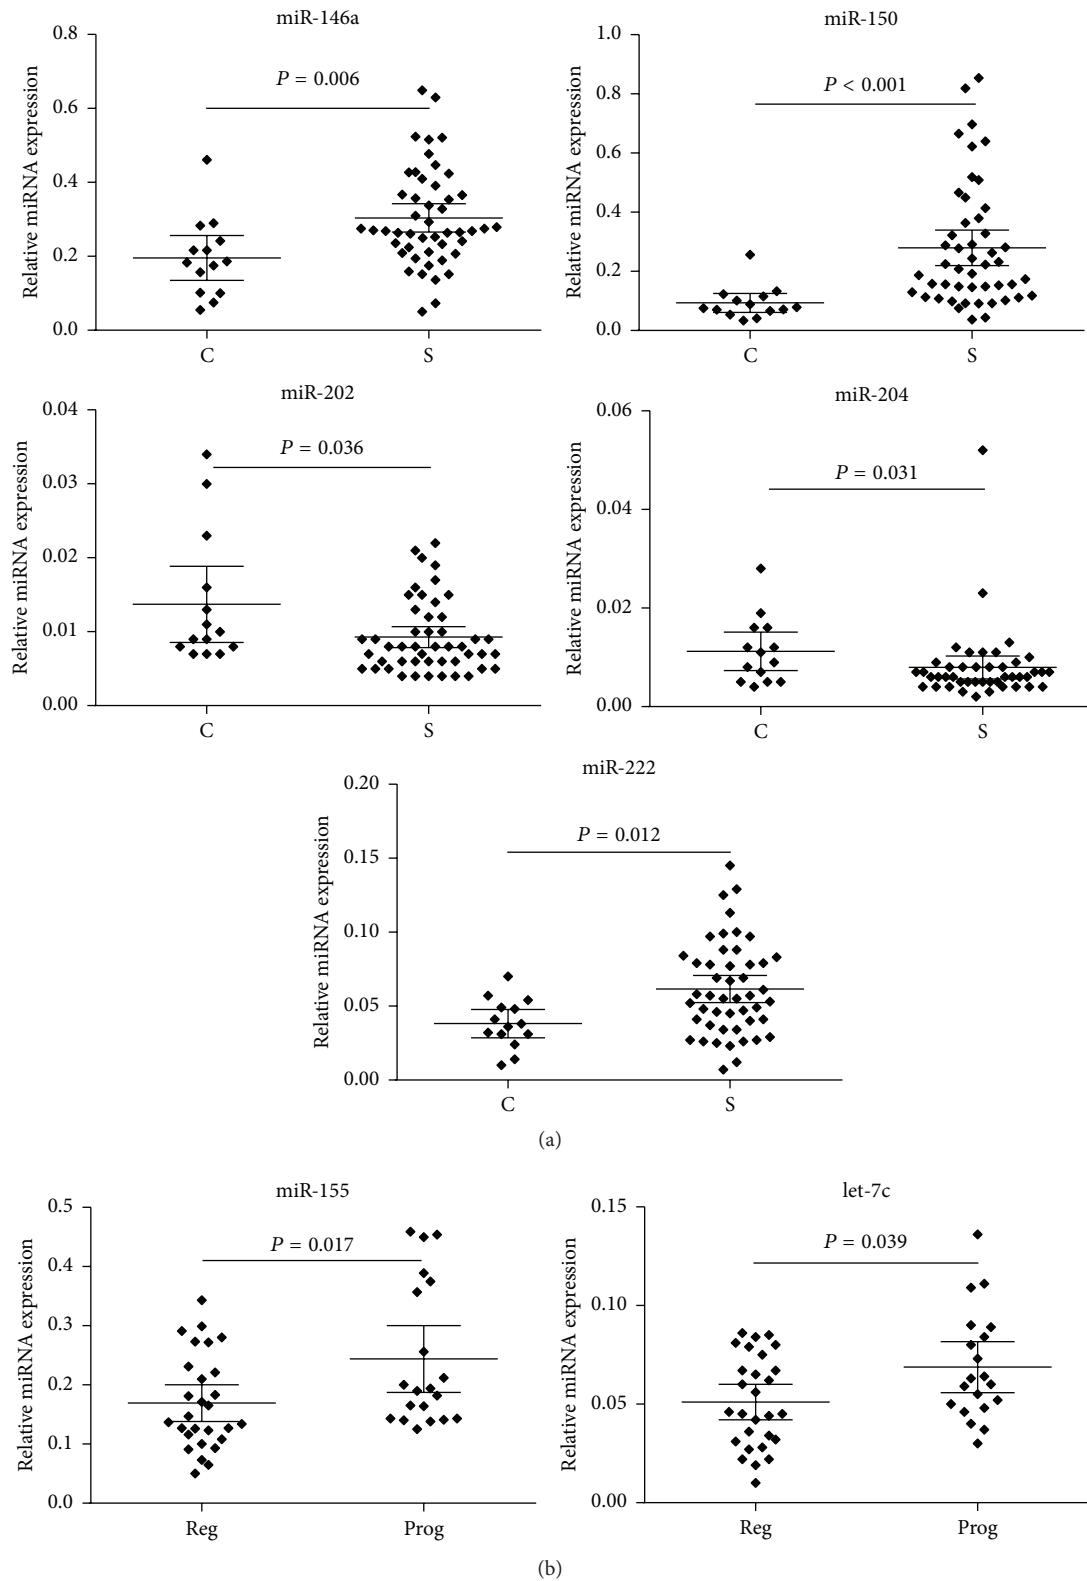 miR-146a
Relative miRNA expression
0.8
0.6
0.4
0.2
0.0
P = 0.006
C
S
miR-150
Relative miRNA expression
1.0
0.8
0.6
0.4
0.2
0.0
P < 0.001
C
S
miR-202
Relative miRNA expression
0.04
0.03
0.02
0.01
0.00
P = 0.036
C
S
miR-204
Relative miRNA expression
0.06
0.04
0.02
0.00
P = 0.031
C
S
miR-222
Relative miRNA expression
0.20
0.15
0.10
0.05
0.00
P = 0.012
C
S
(a)
miR-155
Relative miRNA expression
0.5
0.4
0.3
0.2
0.1
0.0
P = 0.017
Reg
Prog
let-7c
Relative miRNA expression
0.15
0.10
0.05
0.00
P = 0.039
Reg
Prog
(b)